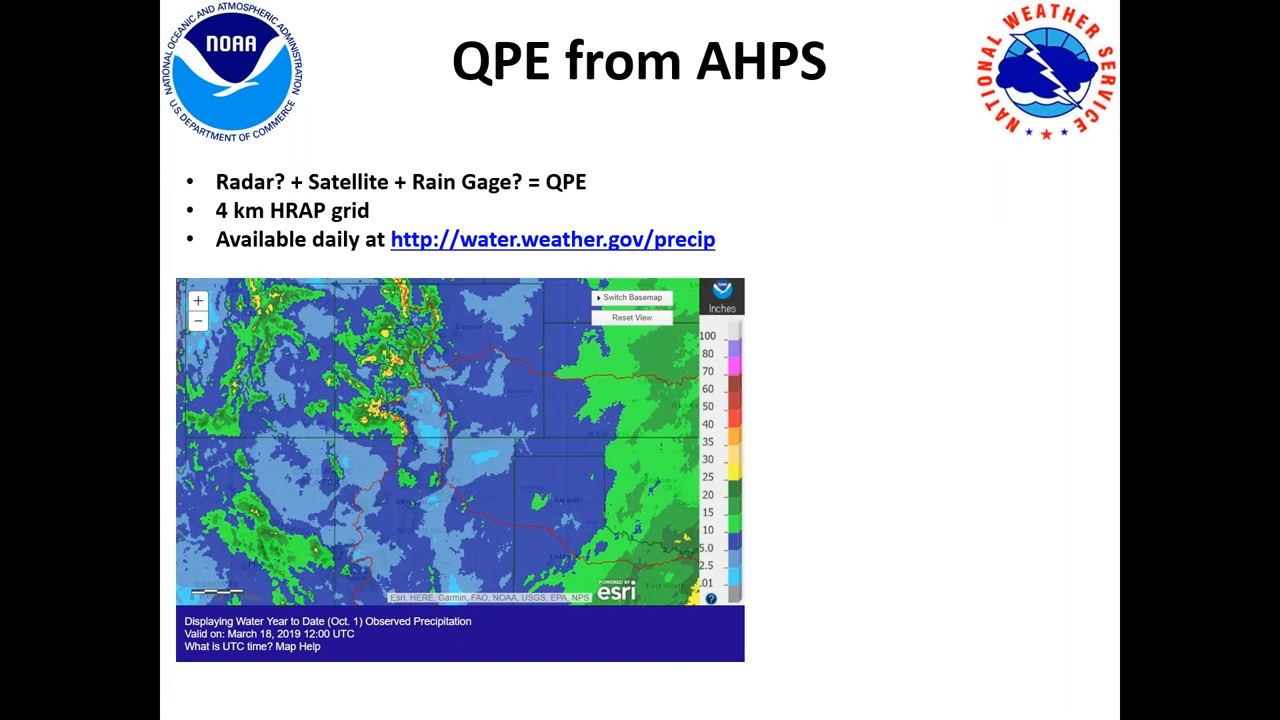 NATIONAL OCEANIC AND ATMOSPHERIC ADMINISTRATION
NOAA
U.S. DEPARTMENT OF COMMERCE
QPE from AHPS
NATIONAL WEATHER SERVICE
• Radar? + Satellite + Rain Gage? = QPE
• 4 km HRAP grid
• Available daily at http://water.weather.gov/precip
+
−
Switch Basemap
Reset View
Inches
100
80
70
60
50
40
35
30
25
20
15
10
5.0
2.5
.01
Denver
Amarillo
POWERED BY
esri
Esri, HERE, Garmin, FAO, NOAA, USGS, EPA, NPS
?
Displaying Water Year to Date (Oct. 1) Observed Precipitation
Valid on: March 18, 2019 12:00 UTC
What is UTC time? Map Help